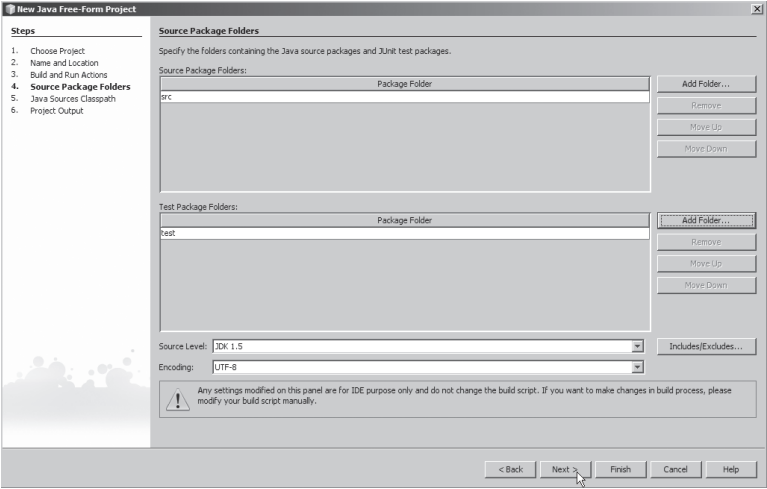 New Java Free-Form Project
Steps
1. Choose Project
2. Name and Location
3. Build and Run Actions
4. Source Package Folders
5. Java Sources Classpath
6. Project Output
Source Package Folders
Specify the folders containing the Java source packages and JUnit test packages.
Source Package Folders:
Package Folder
src
Add Folder...
Remove
Move Up
Move Down
Test Package Folders:
Package Folder
test
Add Folder...
Remove
Move Up
Move Down
Source Level: JDK 1.5
Includes/Excludes...
Encoding: UTF-8
Any settings modified on this panel are for IDE purpose only and do not change the build script. If you want to make changes in build process, please
modify your build script manually.
< Back Next > Finish Cancel Help